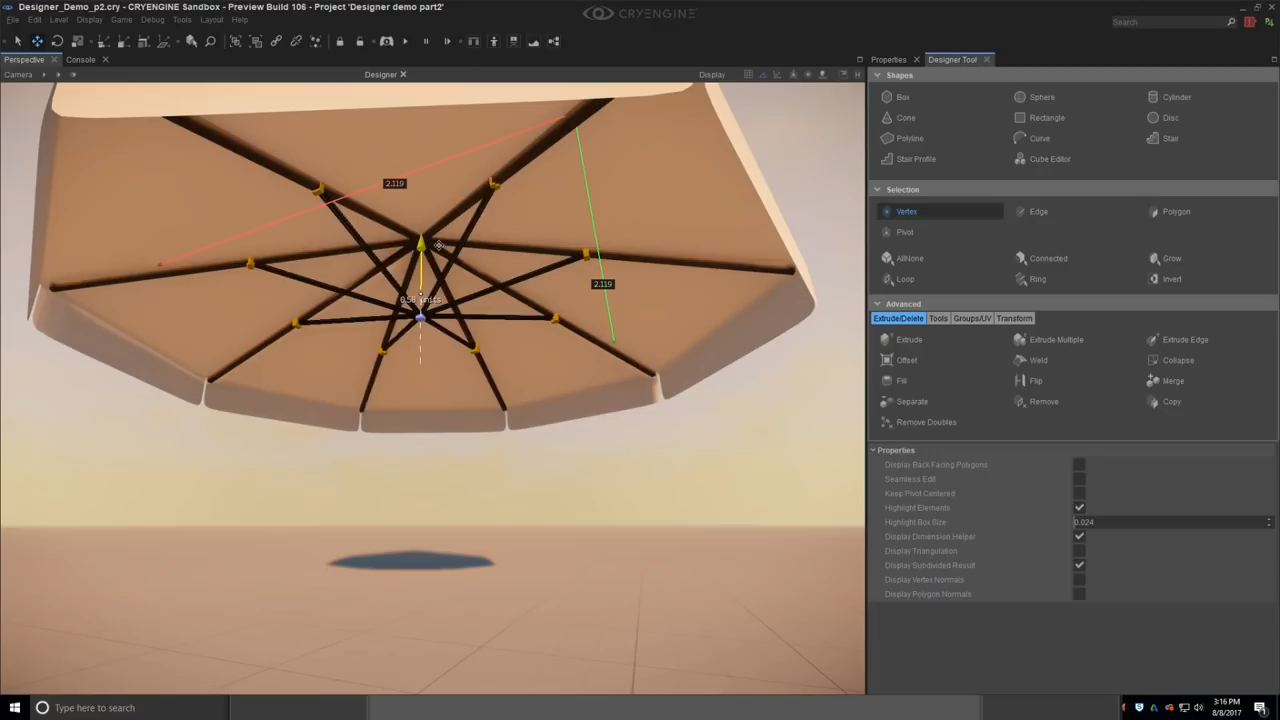 Designer_Demo_p2.cry - CRYENGINE Sandbox - Preview Build 106 - Project 'Designer demo part2'
CRYENGINE
File Edit Level Display Game Debug Tools Layout Help
Search
Perspective Console
Properties Designer Tool
Camera Designer Display
Shapes
Box Sphere Cylinder
Cone Rectangle Disc
Polyline Curve Stair
Stair Profile Cube Editor
Selection
Vertex Edge Polygon
Pivot
AllNone Connected Grow
Loop Ring Invert
Advanced
Extrude/Delete Tools Groups/UV Transform
Extrude Extrude Multiple Extrude Edge
Offset Weld Collapse
Fill Flip Merge
Separate Remove Copy
Remove Doubles
Properties
Display Back Facing Polygons
Seamless Edit
Keep Pivot Centered
Highlight Elements
Highlight Box Size 0.024
Display Dimension Helper
Display Triangulation
Display Subdivided Result
Display Vertex Normals
Display Polygon Normals
2.119
2.119
0.58 units
Type here to search
3:16 PM
8/8/2017